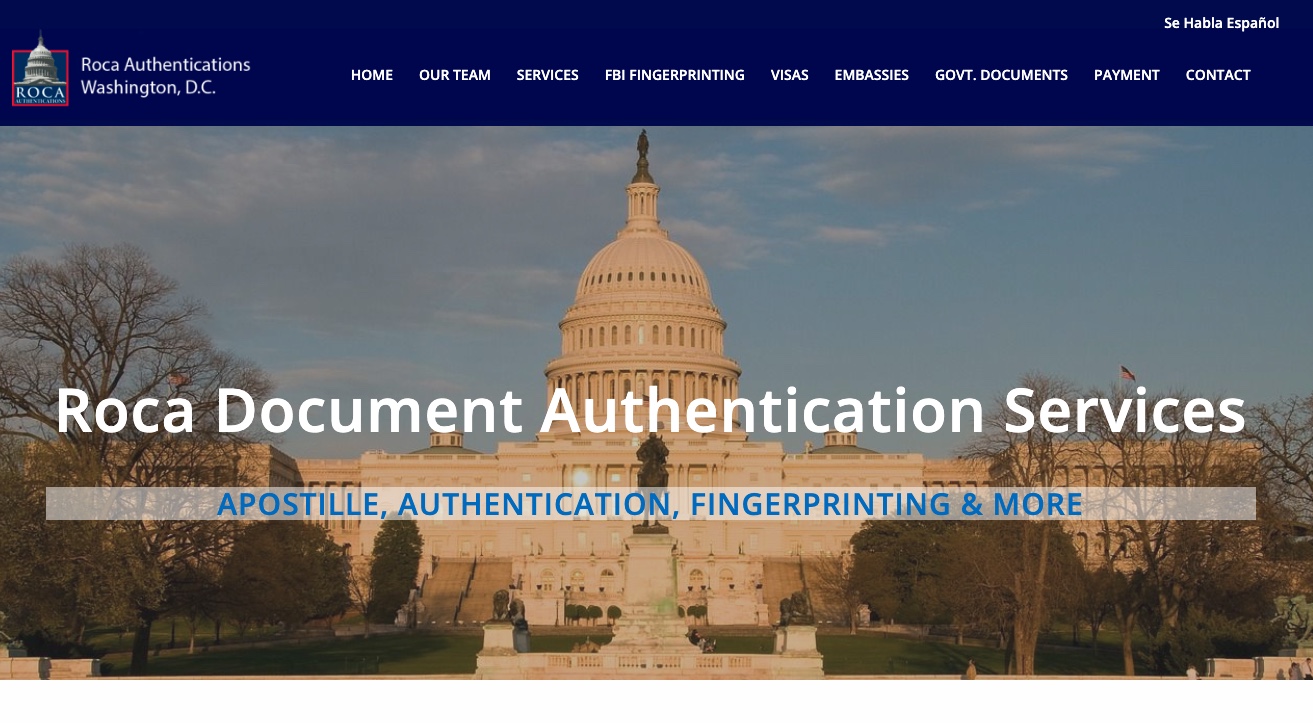 Se Habla Español
ROCA
AUTHENTICATIONS
Roca Authentications
Washington, D.C.
HOME OUR TEAM SERVICES FBI FINGERPRINTING VISAS EMBASSIES GOVT. DOCUMENTS PAYMENT CONTACT
Roca Document Authentication Services
APOSTILLE, AUTHENTICATION, FINGERPRINTING & MORE